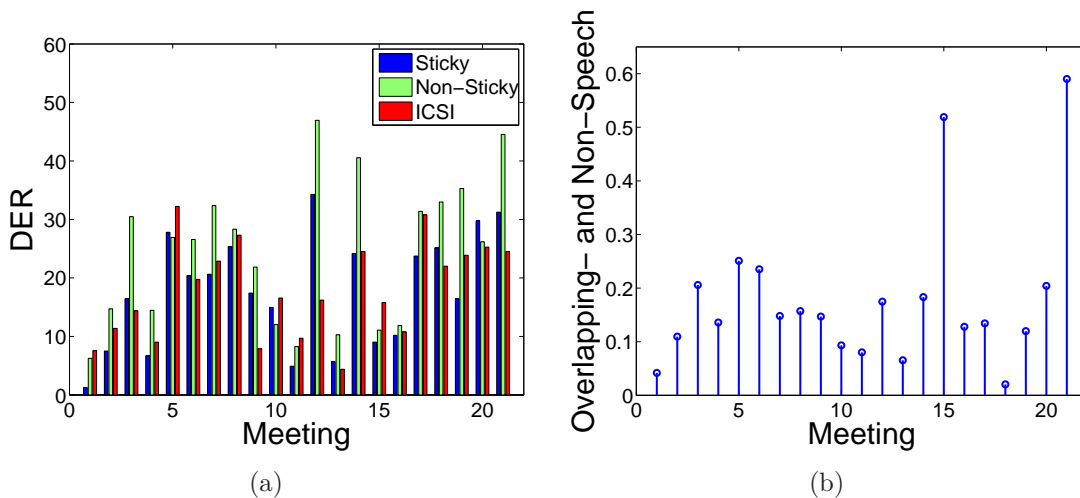 60
50
40
30
20
10
0
DER
Sticky
Non−Sticky
ICSI
0 5 10 15 20
Meeting
(a)
0.6
0.5
0.4
0.3
0.2
0.1
0
Overlapping− and Non−Speech
0 5 10 15 20
Meeting
(b)